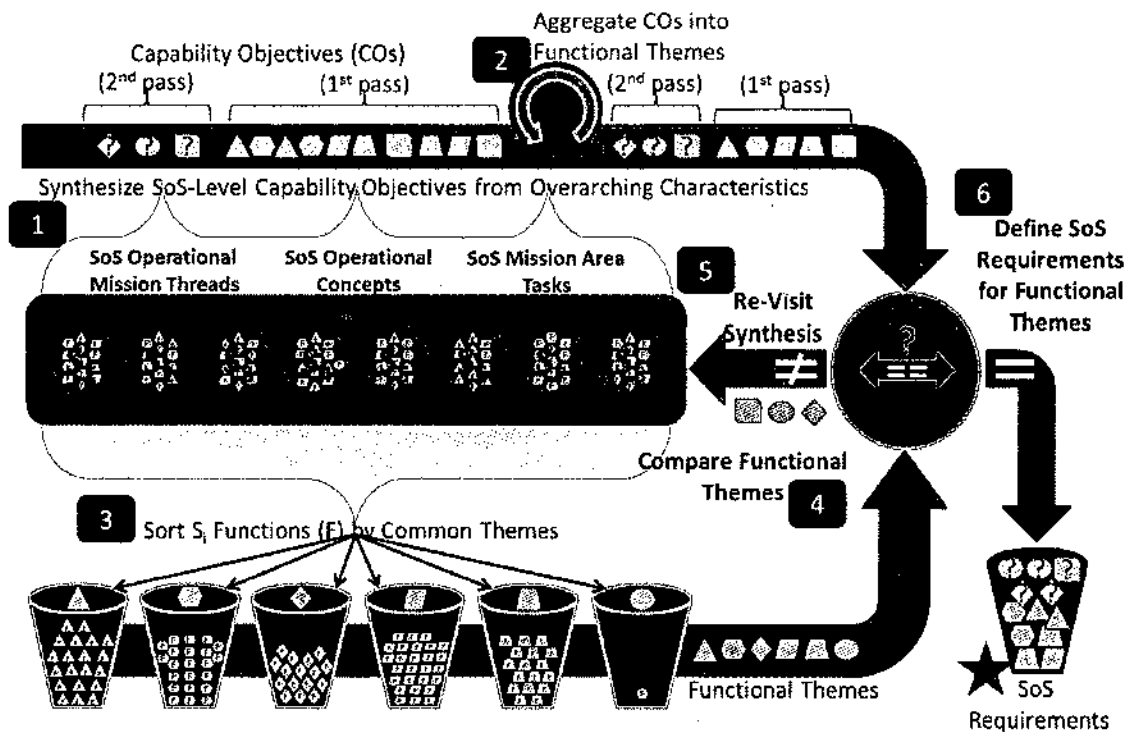 Capability Objectives (COs)
(2nd pass)
(1st pass)
2
Aggregate COs into
Functional Themes
(2nd pass)
(1st pass)
? ? ?
? ? ?
Synthesize SoS-Level Capability Objectives from Overarching Characteristics
1
SoS Operational
Mission Threads
SoS Operational
Concepts
SoS Mission Area
Tasks
5
Re-Visit
Synthesis
≠
6
Define SoS
Requirements
for Functional
Themes
?
==
=
Compare Functional
Themes
4
3
Sort Si Functions (F) by Common Themes
Functional Themes
? ? ?
? ?
SoS
Requirements